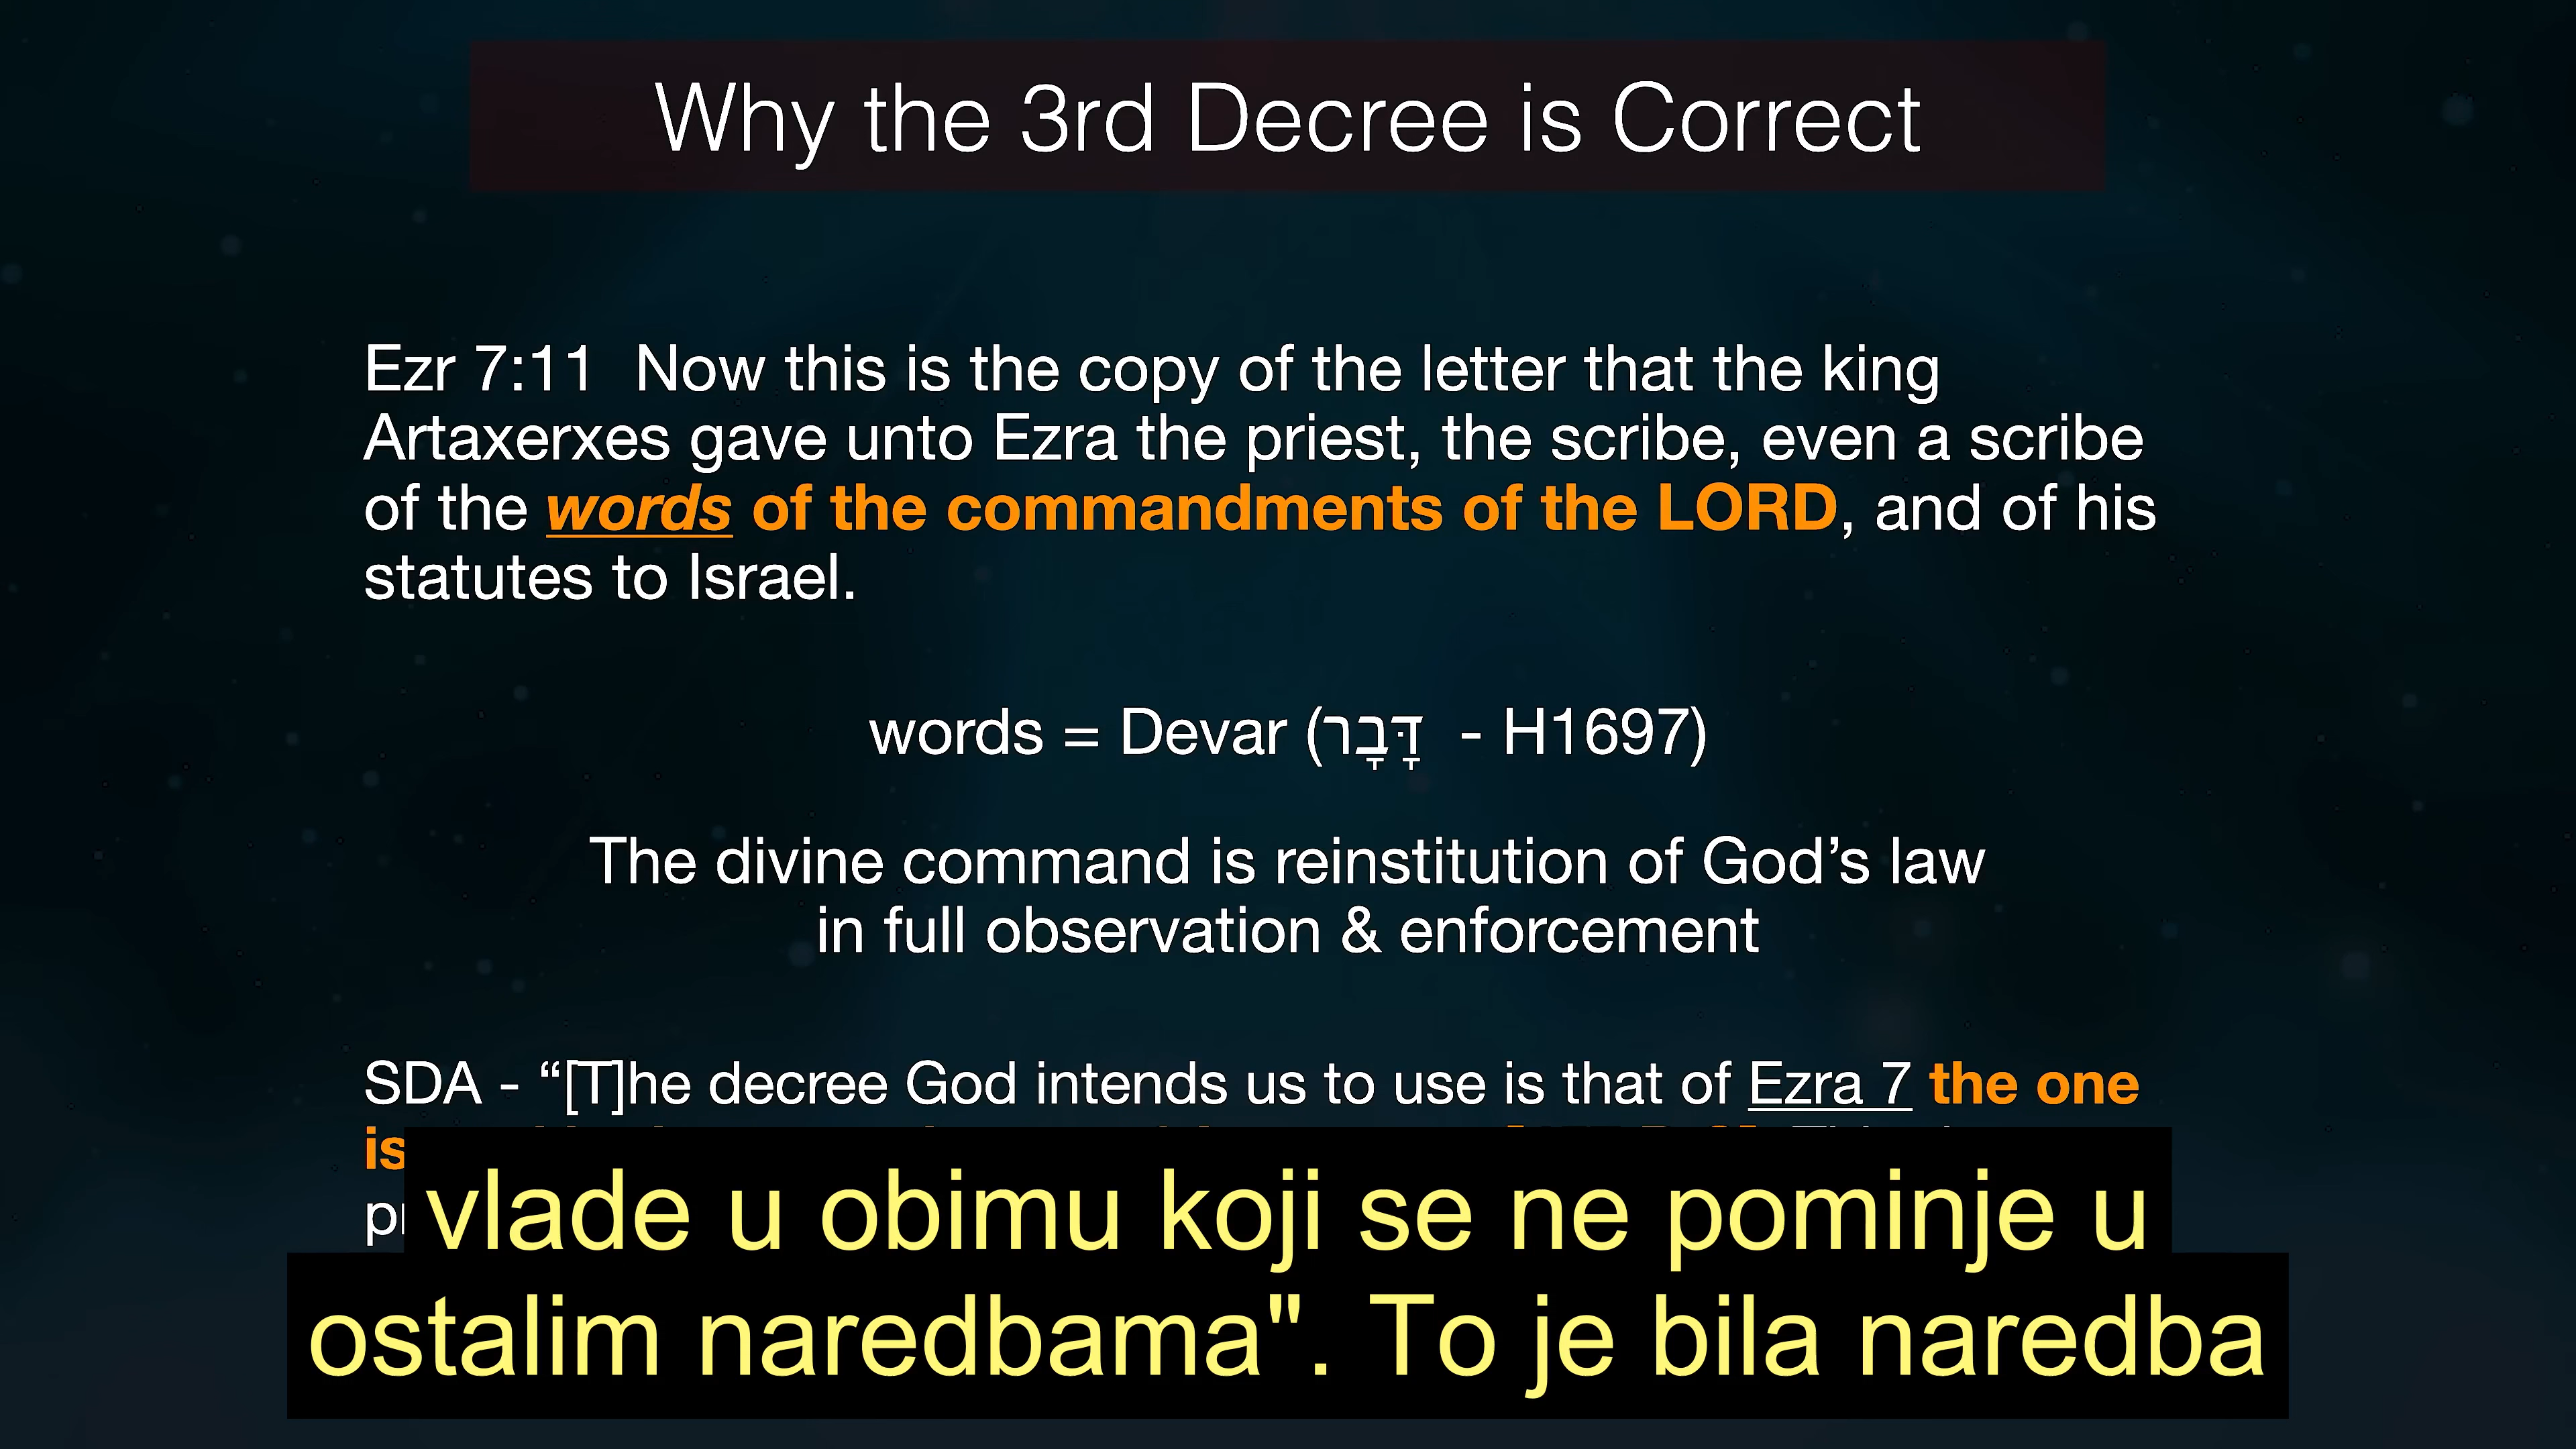 Why the 3rd Decree is Correct
Ezr 7:11 Now this is the copy of the letter that the king
Artaxerxes gave unto Ezra the priest, the scribe, even a scribe
of the words of the commandments of the LORD, and of his
statutes to Israel.
words = Devar (דָּבָר - H1697)
The divine command is reinstitution of God’s law
in full observation & enforcement
SDA - “[T]he decree God intends us to use is that of Ezra 7 the one
vlade u obimu koji se ne pominje u
ostalim naredbama". To je bila naredba